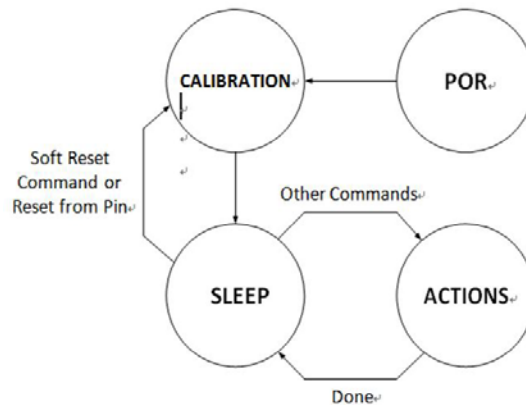 CALIBRATION
POR
Soft Reset
Command or
Reset from Pin
Other Commands
SLEEP
ACTIONS
Done